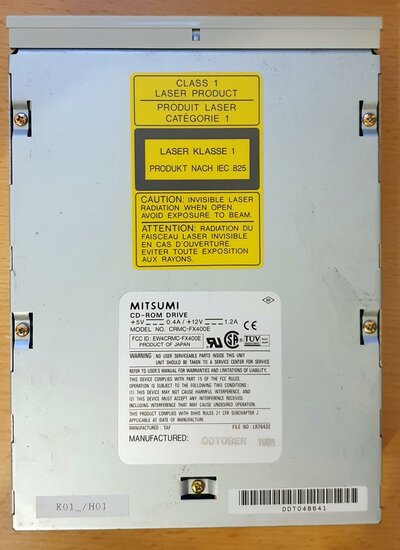 CLASS 1
LASER PRODUCT
PRODUIT LASER
CATÉGORIE 1
LASER KLASSE 1
PRODUKT NACH IEC 825
CAUTION: INVISIBLE LASER
RADIATION WHEN OPEN.
AVOID EXPOSURE TO BEAM.
ATTENTION: RADIATION DU
FAISCEAU LASER INVISIBLE
EN CAS D'OUVERTURE.
EVITER TOUTE EXPOSITION
AUX RAYONS.
MITSUMI
CD-ROM DRIVE
+5V 0.4A / +12V 1.2A
MODEL NO. CRMC-FX400E
CE
FCC ID : EW4CRMC-FX400E
PRODUCT OF JAPAN
TÜV
WARNING : NO USER SERVICEABLE PARTS INSIDE THIS UNIT
UNIT SHOULD BE TAKEN TO A SERVICE CENTER FOR SERVICE
REFER TO USER'S MANUAL FOR WARRANTIES AND LIMITATION DETAILS
THIS DEVICE COMPLIES WITH PART 15 OF THE FCC RULES
OPERATION IS SUBJECT TO THE FOLLOWING TWO CONDITIONS
(1) THIS DEVICE MAY NOT CAUSE HARMFUL INTERFERENCE AND
(2) THIS DEVICE MUST ACCEPT ANY INTERFERENCE RECEIVED
INCLUDING INTERFERENCE THAT MAY CAUSE UNDESIRED OPERATION
THIS PRODUCT COMPLIES WITH DHHS RULES 21 CFR SUBCHAPTER J
APPLICABLE AT DATE OF MANUFACTURE
MANUFACTURED : TAF FILE NO : LR78432
MANUFACTURED: OCTOBER 1995
K01_/H01
DDT048841